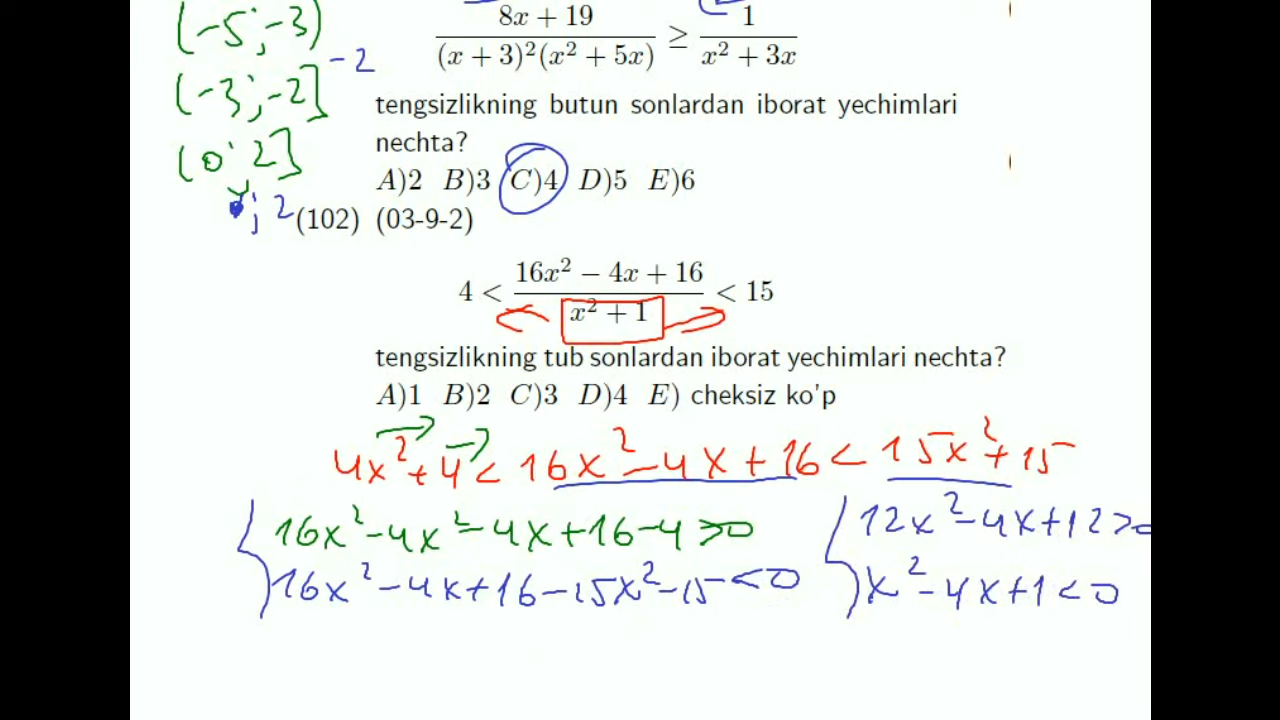 (-5; -3)
(-3; -2] -2
(0; 2]
; 2
8x + 19 / (x + 3)²(x² + 5x) ≥ 1 / x² + 3x
tengsizlikning butun sonlardan iborat yechimlari
nechta?
A)2 B)3 C)4 D)5 E)6
(102) (03-9-2)
4 < 16x² − 4x + 16 / x² + 1 < 15
tengsizlikning tub sonlardan iborat yechimlari nechta?
A)1 B)2 C)3 D)4 E) cheksiz ko'p
4x² + 4 < 16x² − 4x + 16 < 15x² + 15
16x² − 4x² − 4x + 16 − 4 > 0
16x² − 4x + 16 − 15x² − 15 < 0
12x² − 4x + 12 > 0
x² − 4x + 1 < 0